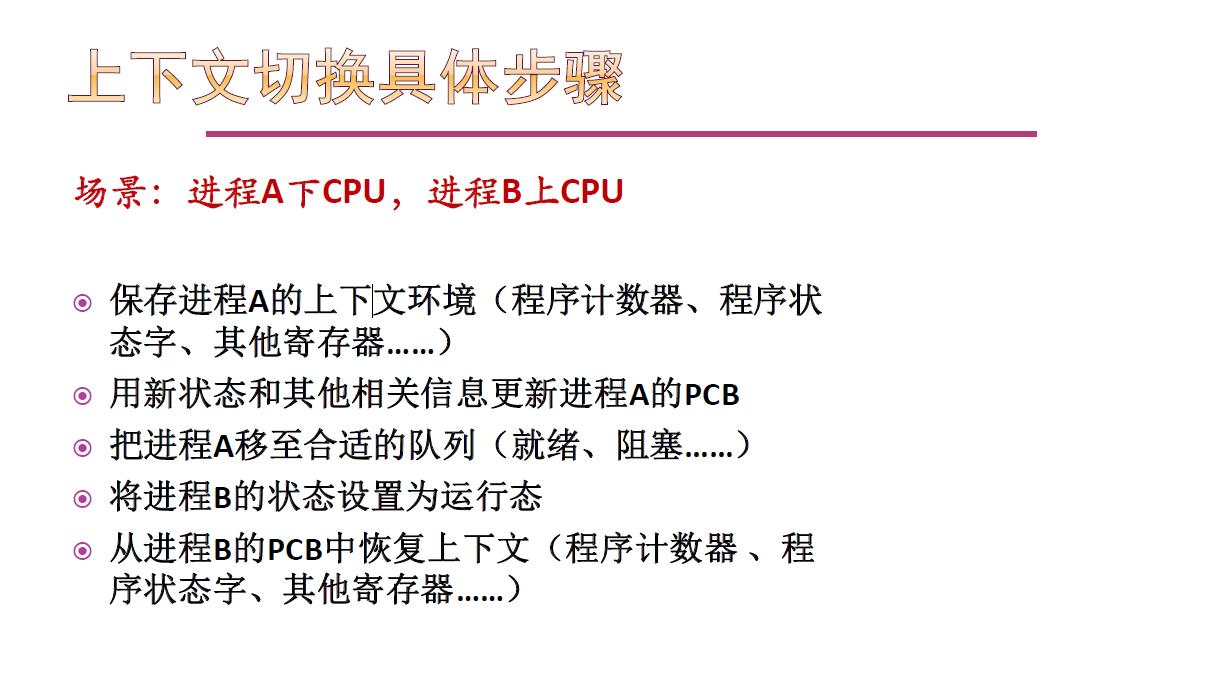 上下文切换具体步骤
场景：进程A下CPU，进程B上CPU
保存进程A的上下文环境（程序计数器、程序状
态字、其他寄存器……）
用新状态和其他相关信息更新进程A的PCB
把进程A移至合适的队列（就绪、阻塞……）
将进程B的状态设置为运行态
从进程B的PCB中恢复上下文（程序计数器 、程
序状态字、其他寄存器……）